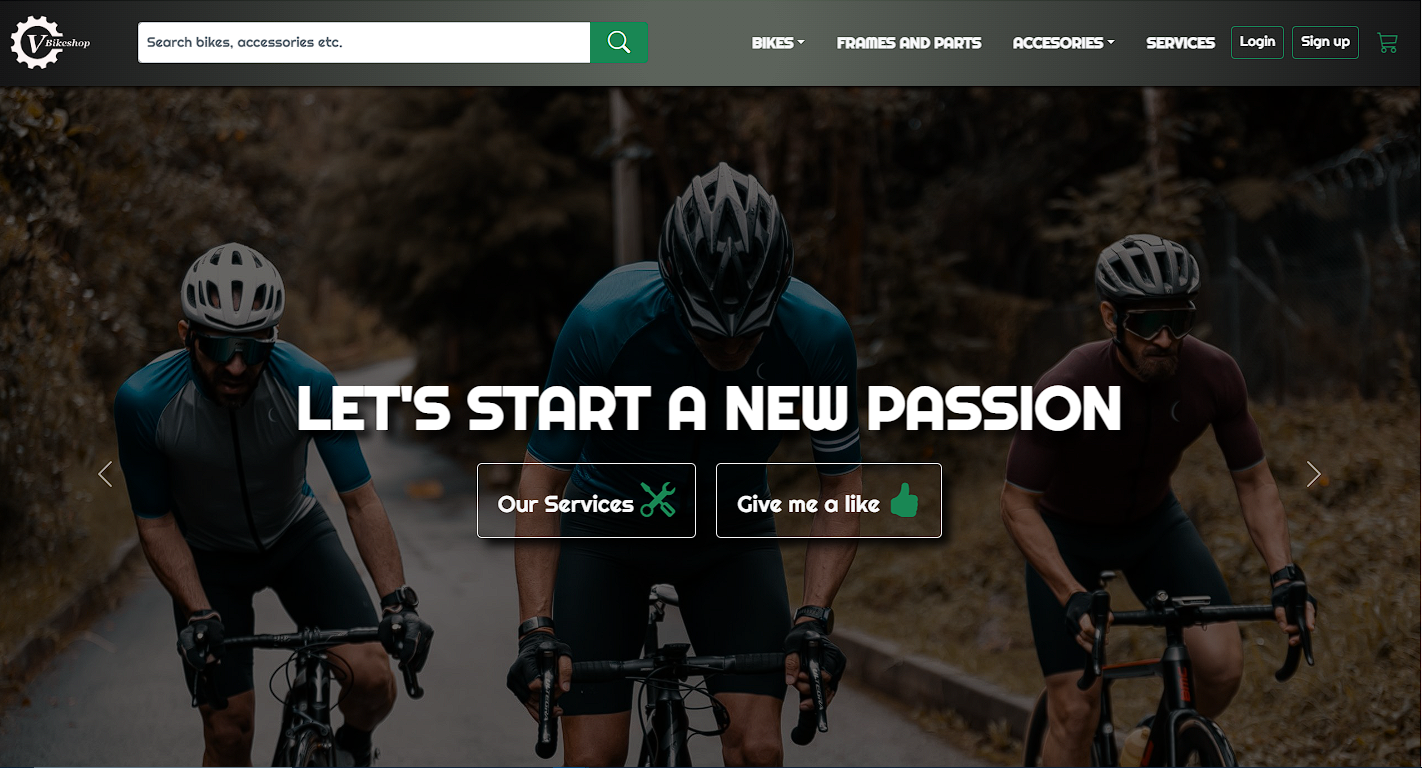 V Bikeshop
Search bikes, accessories etc.
BIKES
FRAMES AND PARTS
ACCESORIES
SERVICES
Login
Sign up
LET'S START A NEW PASSION
Our Services
Give me a like